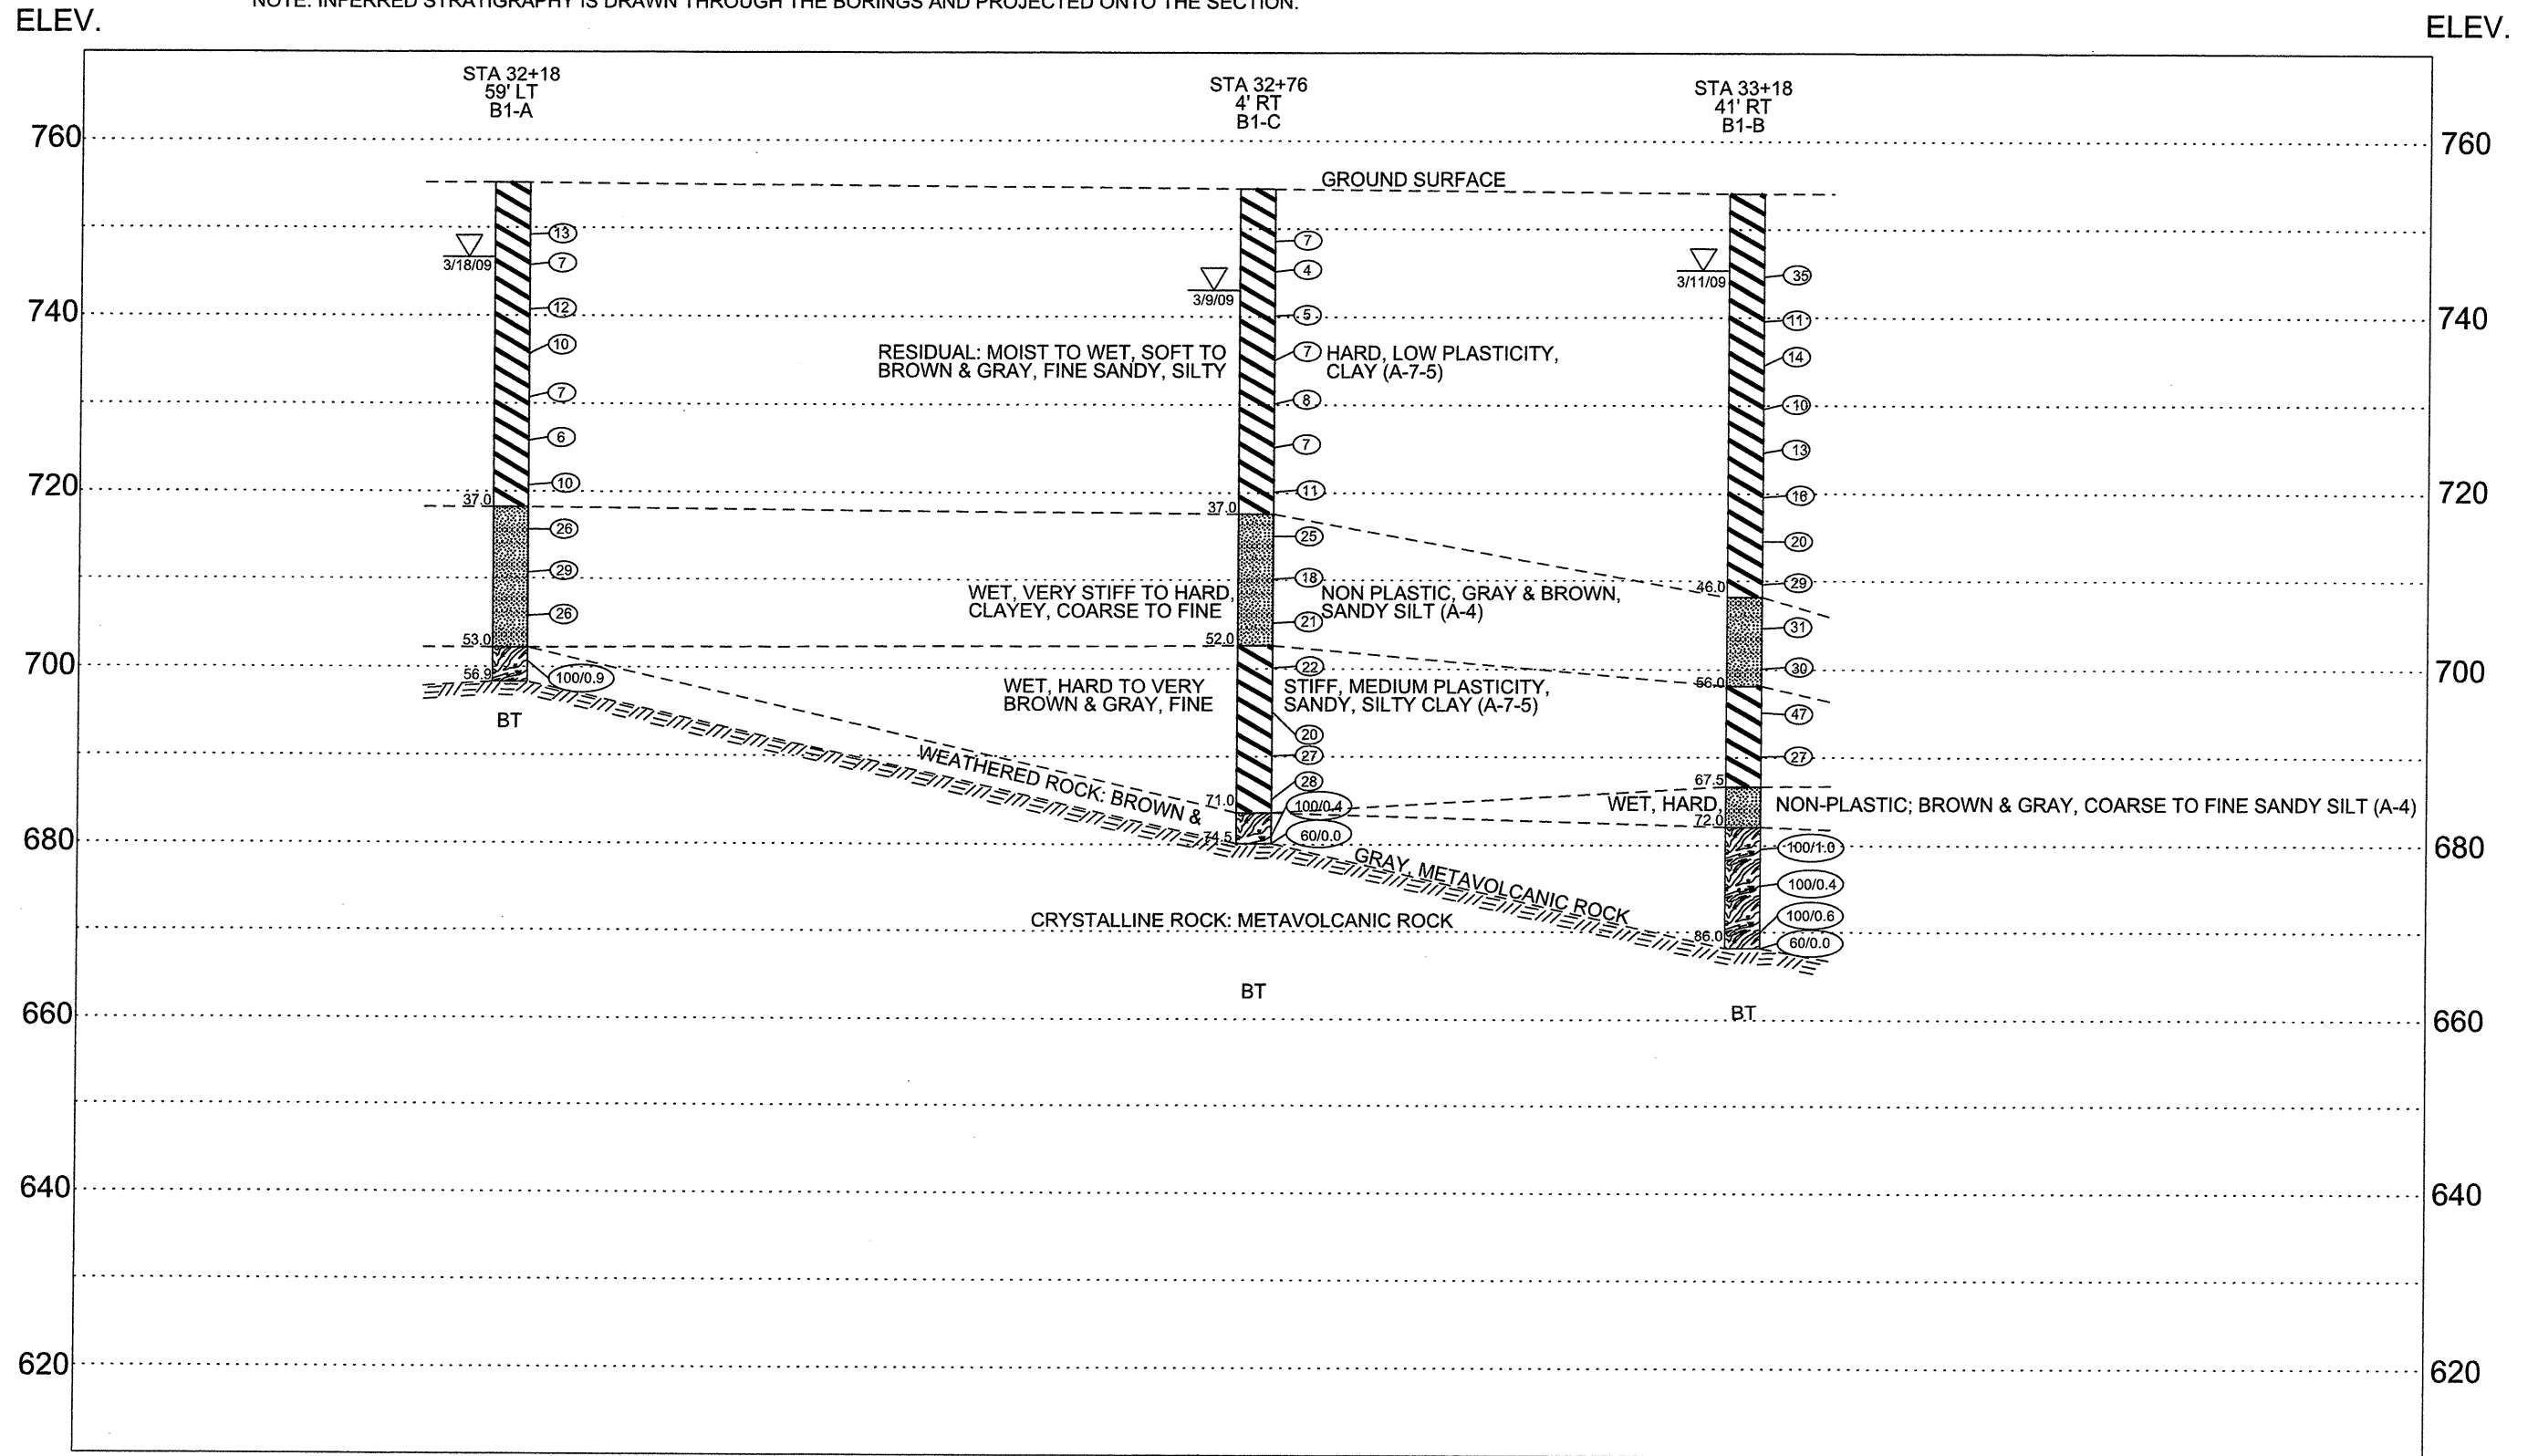 NOTE: INFERRED STRATIGRAPHY IS DRAWN THROUGH THE BORINGS AND PROJECTED ONTO THE SECTION.
ELEV.
ELEV.
STA 32+18
59' LT
B1-A
STA 32+76
4' RT
B1-C
STA 33+18
41' RT
B1-B
760
760
GROUND SURFACE
13
7
3/18/09
12
10
7
6
10
37.0
26
29
26
53.0
56.9
100/0.9
BT
7
4
3/9/09
5
7
8
7
11
37.0
25
18
21
52.0
22
20
27
28
71.0
100/0.4
74.5
60/0.0
BT
3/11/09
35
11
14
10
13
16
20
29
46.0
31
30
56.0
47
27
67.5
72.0
100/1.0
100/0.4
100/0.6
86.0
60/0.0
BT
740
740
RESIDUAL: MOIST TO WET, SOFT TO HARD, LOW PLASTICITY,
BROWN & GRAY, FINE SANDY, SILTY CLAY (A-7-5)
720
720
WET, VERY STIFF TO HARD, NON PLASTIC, GRAY & BROWN,
CLAYEY, COARSE TO FINE SANDY SILT (A-4)
700
700
WET, HARD TO VERY STIFF, MEDIUM PLASTICITY,
BROWN & GRAY, FINE SANDY, SILTY CLAY (A-7-5)
WEATHERED ROCK: BROWN & GRAY, METAVOLCANIC ROCK
WET, HARD, NON-PLASTIC; BROWN & GRAY, COARSE TO FINE SANDY SILT (A-4)
680
680
CRYSTALLINE ROCK: METAVOLCANIC ROCK
660
660
640
640
620
620